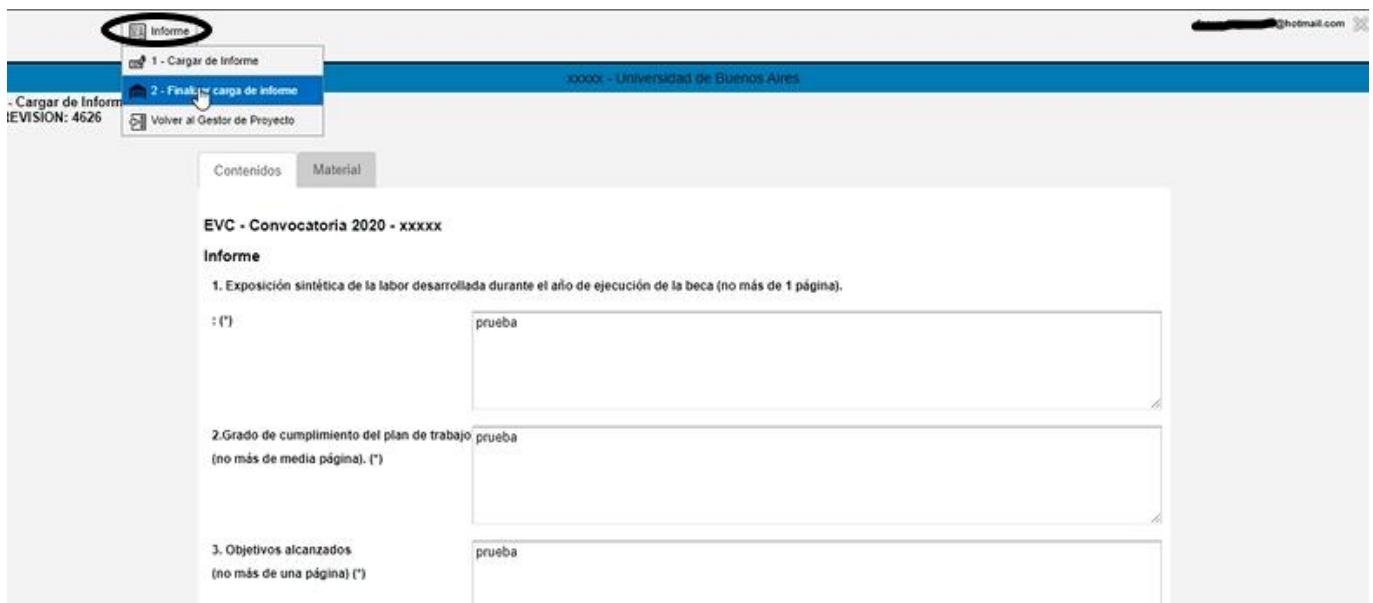 Informe
@hotmail.com
1 - Cargar de Informe
xxxxx - Universidad de Buenos Aires
2 - Finalizar carga de informe
- Cargar de Inform
REVISION: 4626
Volver al Gestor de Proyecto
Contenidos
Material
EVC - Convocatoria 2020 - xxxxx
Informe
1. Exposición sintética de la labor desarrollada durante el año de ejecución de la beca (no más de 1 página).
: (*)
prueba
2.Grado de cumplimiento del plan de trabajo
prueba
(no más de media página). (*)
3. Objetivos alcanzados
prueba
(no más de una página) (*)